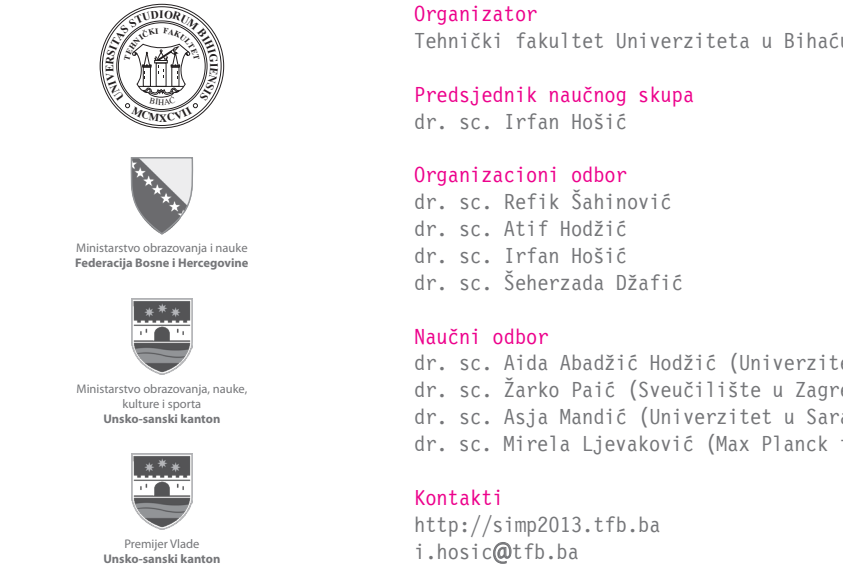 UNIVERSITAS STUDIORUM BIHIGIENSIS
TEHNIČKI FAKULTET
BIHAĆ
MCMXCVII
Ministarstvo obrazovanja i nauke
Federacija Bosne i Hercegovine
Ministarstvo obrazovanja, nauke,
kulture i sporta
Unsko-sanski kanton
Premijer Vlade
Unsko-sanski kanton
Organizator
Tehnički fakultet Univerziteta u Bihaću
Predsjednik naučnog skupa
dr. sc. Irfan Hošić
Organizacioni odbor
dr. sc. Refik Šahinović
dr. sc. Atif Hodžić
dr. sc. Irfan Hošić
dr. sc. Šeherzada Džafić
Naučni odbor
dr. sc. Aida Abadžić Hodžić (Univerzite
dr. sc. Žarko Paić (Sveučilište u Zagre
dr. sc. Asja Mandić (Univerzitet u Sara
dr. sc. Mirela Ljevaković (Max Planck
Kontakti
http://simp2013.tfb.ba
i.hosic@tfb.ba